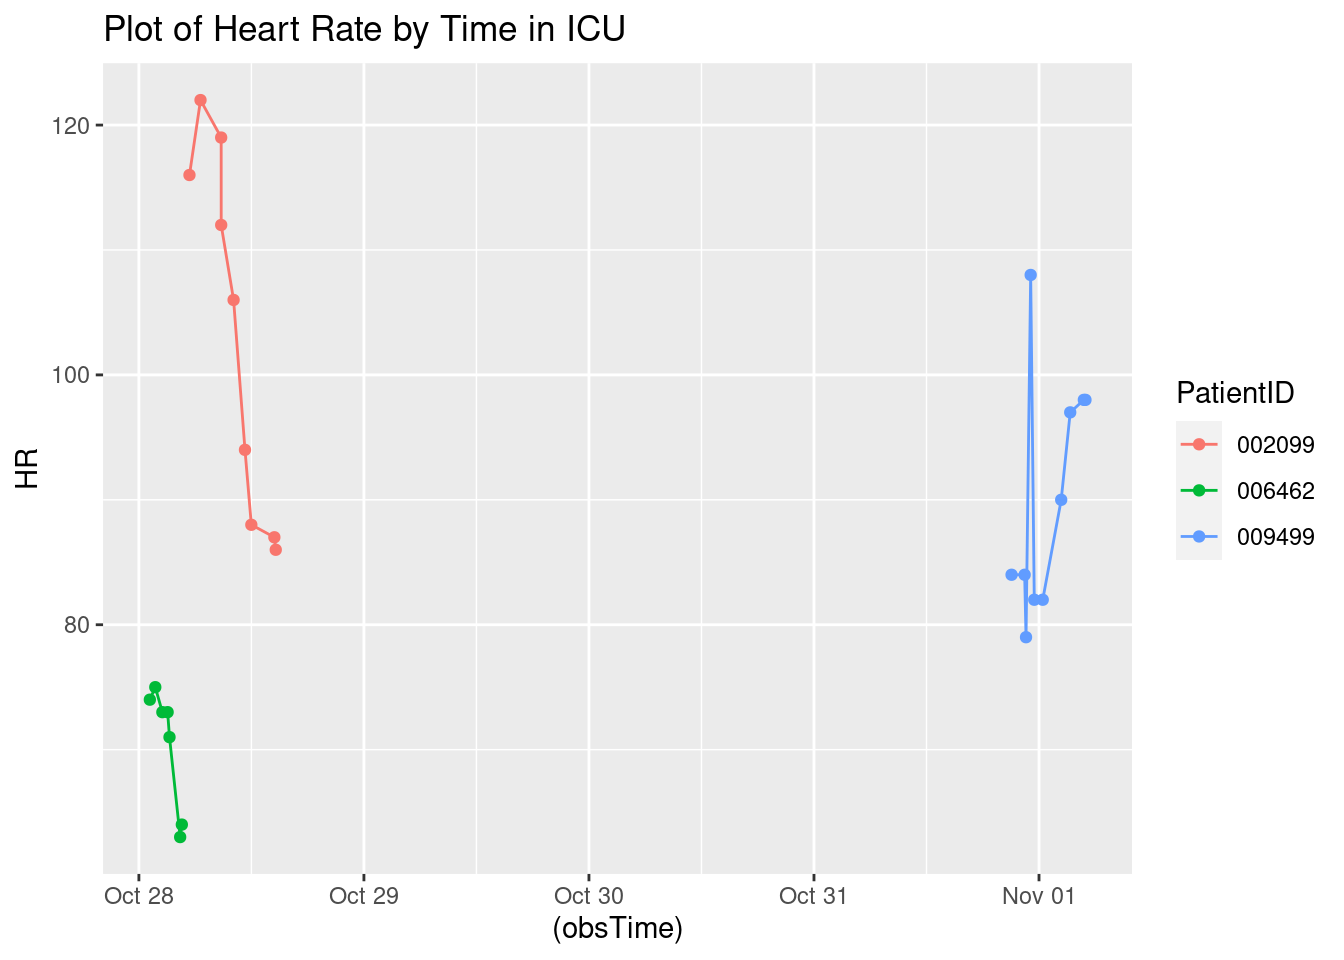 Plot of Heart Rate by Time in ICU
120
100
80
HR
Oct 28
Oct 29
Oct 30
Oct 31
Nov 01
(obsTime)
PatientID
002099
006462
009499